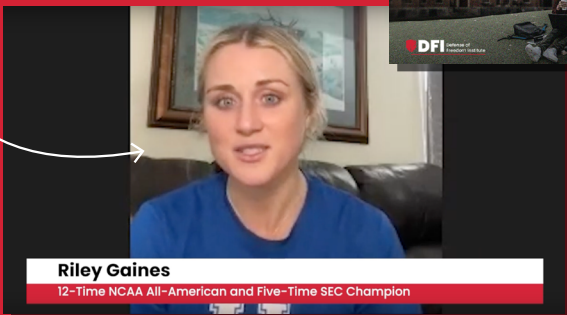 DFI
Defense of
Freedom Institute
Riley Gaines
12-Time NCAA All-American and Five-Time SEC Champion